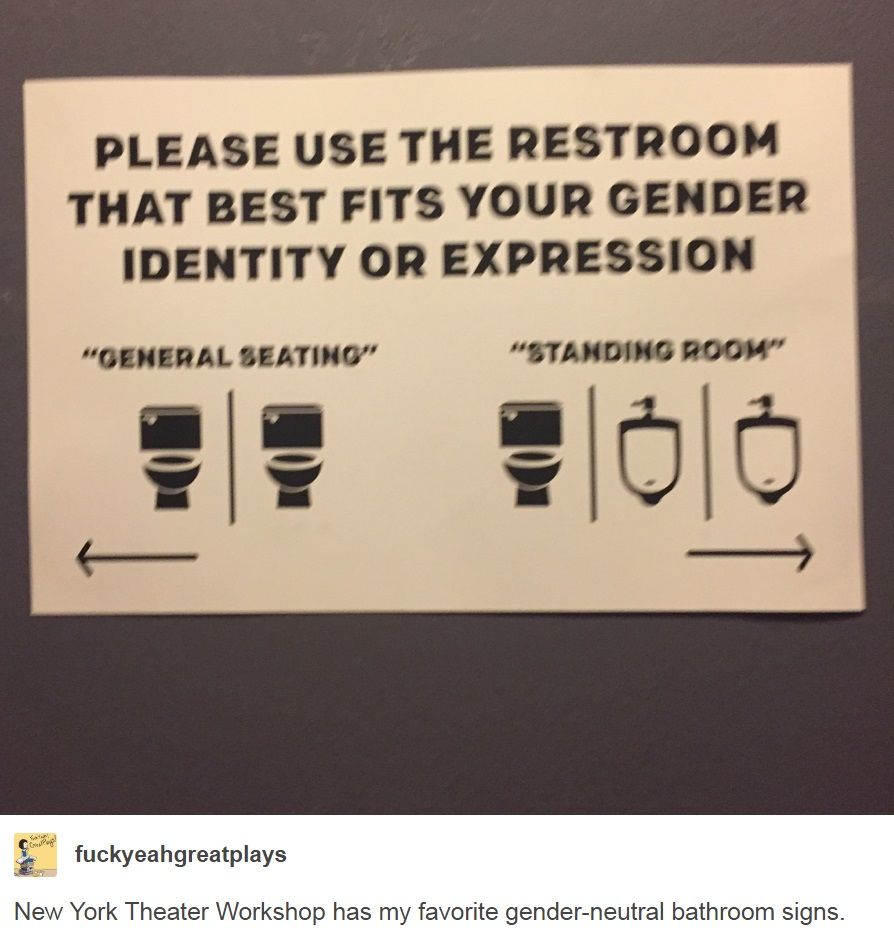 PLEASE USE THE RESTROOM
THAT BEST FITS YOUR GENDER
IDENTITY OR EXPRESSION
"GENERAL SEATING"
"STANDING ROOM"
fuckyeahgreatplays
New York Theater Workshop has my favorite gender-neutral bathroom signs.